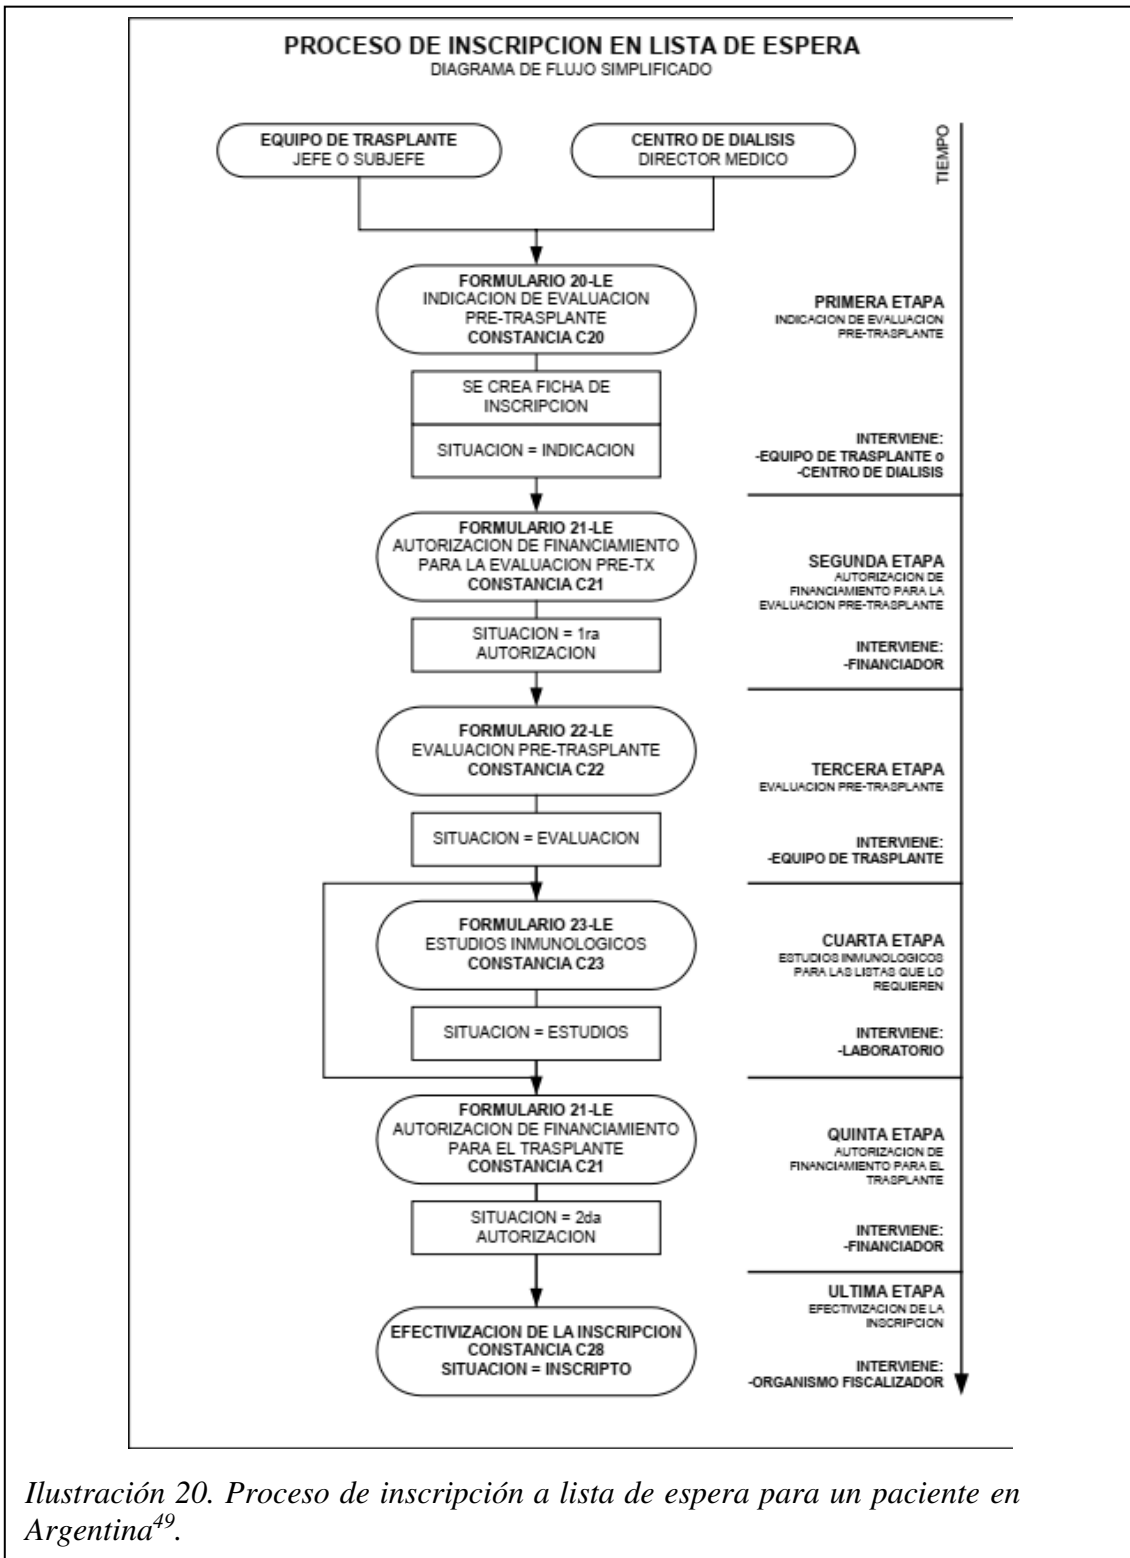 PROCESO DE INSCRIPCION EN LISTA DE ESPERA
DIAGRAMA DE FLUJO SIMPLIFICADO
EQUIPO DE TRASPLANTE
JEFE O SUBJEFE
CENTRO DE DIALISIS
DIRECTOR MEDICO
TIEMPO
FORMULARIO 20-LE
INDICACION DE EVALUACION
PRE-TRASPLANTE
CONSTANCIA C20
PRIMERA ETAPA
INDICACION DE EVALUACION
PRE-TRASPLANTE
SE CREA FICHA DE
INSCRIPCION
SITUACION = INDICACION
INTERVIENE:
-EQUIPO DE TRASPLANTE o
-CENTRO DE DIALISIS
FORMULARIO 21-LE
AUTORIZACION DE FINANCIAMIENTO
PARA LA EVALUACION PRE-TX
CONSTANCIA C21
SEGUNDA ETAPA
AUTORIZACION DE
FINANCIAMIENTO PARA LA
EVALUACION PRE-TRASPLANTE
SITUACION = 1ra
AUTORIZACION
INTERVIENE:
-FINANCIADOR
FORMULARIO 22-LE
EVALUACION PRE-TRASPLANTE
CONSTANCIA C22
TERCERA ETAPA
EVALUACION PRE-TRASPLANTE
SITUACION = EVALUACION
INTERVIENE:
-EQUIPO DE TRASPLANTE
FORMULARIO 23-LE
ESTUDIOS INMUNOLOGICOS
CONSTANCIA C23
CUARTA ETAPA
ESTUDIOS INMUNOLOGICOS
PARA LAS LISTAS QUE LO
REQUIEREN
SITUACION = ESTUDIOS
INTERVIENE:
-LABORATORIO
FORMULARIO 21-LE
AUTORIZACION DE FINANCIAMIENTO
PARA EL TRASPLANTE
CONSTANCIA C21
QUINTA ETAPA
AUTORIZACION DE
FINANCIAMIENTO PARA EL
TRASPLANTE
SITUACION = 2da
AUTORIZACION
INTERVIENE:
-FINANCIADOR
EFECTIVIZACION DE LA INSCRIPCION
CONSTANCIA C28
SITUACION = INSCRIPTO
ULTIMA ETAPA
EFECTIVIZACION DE LA
INSCRIPCION
INTERVIENE:
-ORGANISMO FISCALIZADOR
Ilustración 20. Proceso de inscripción a lista de espera para un paciente en
Argentina49.